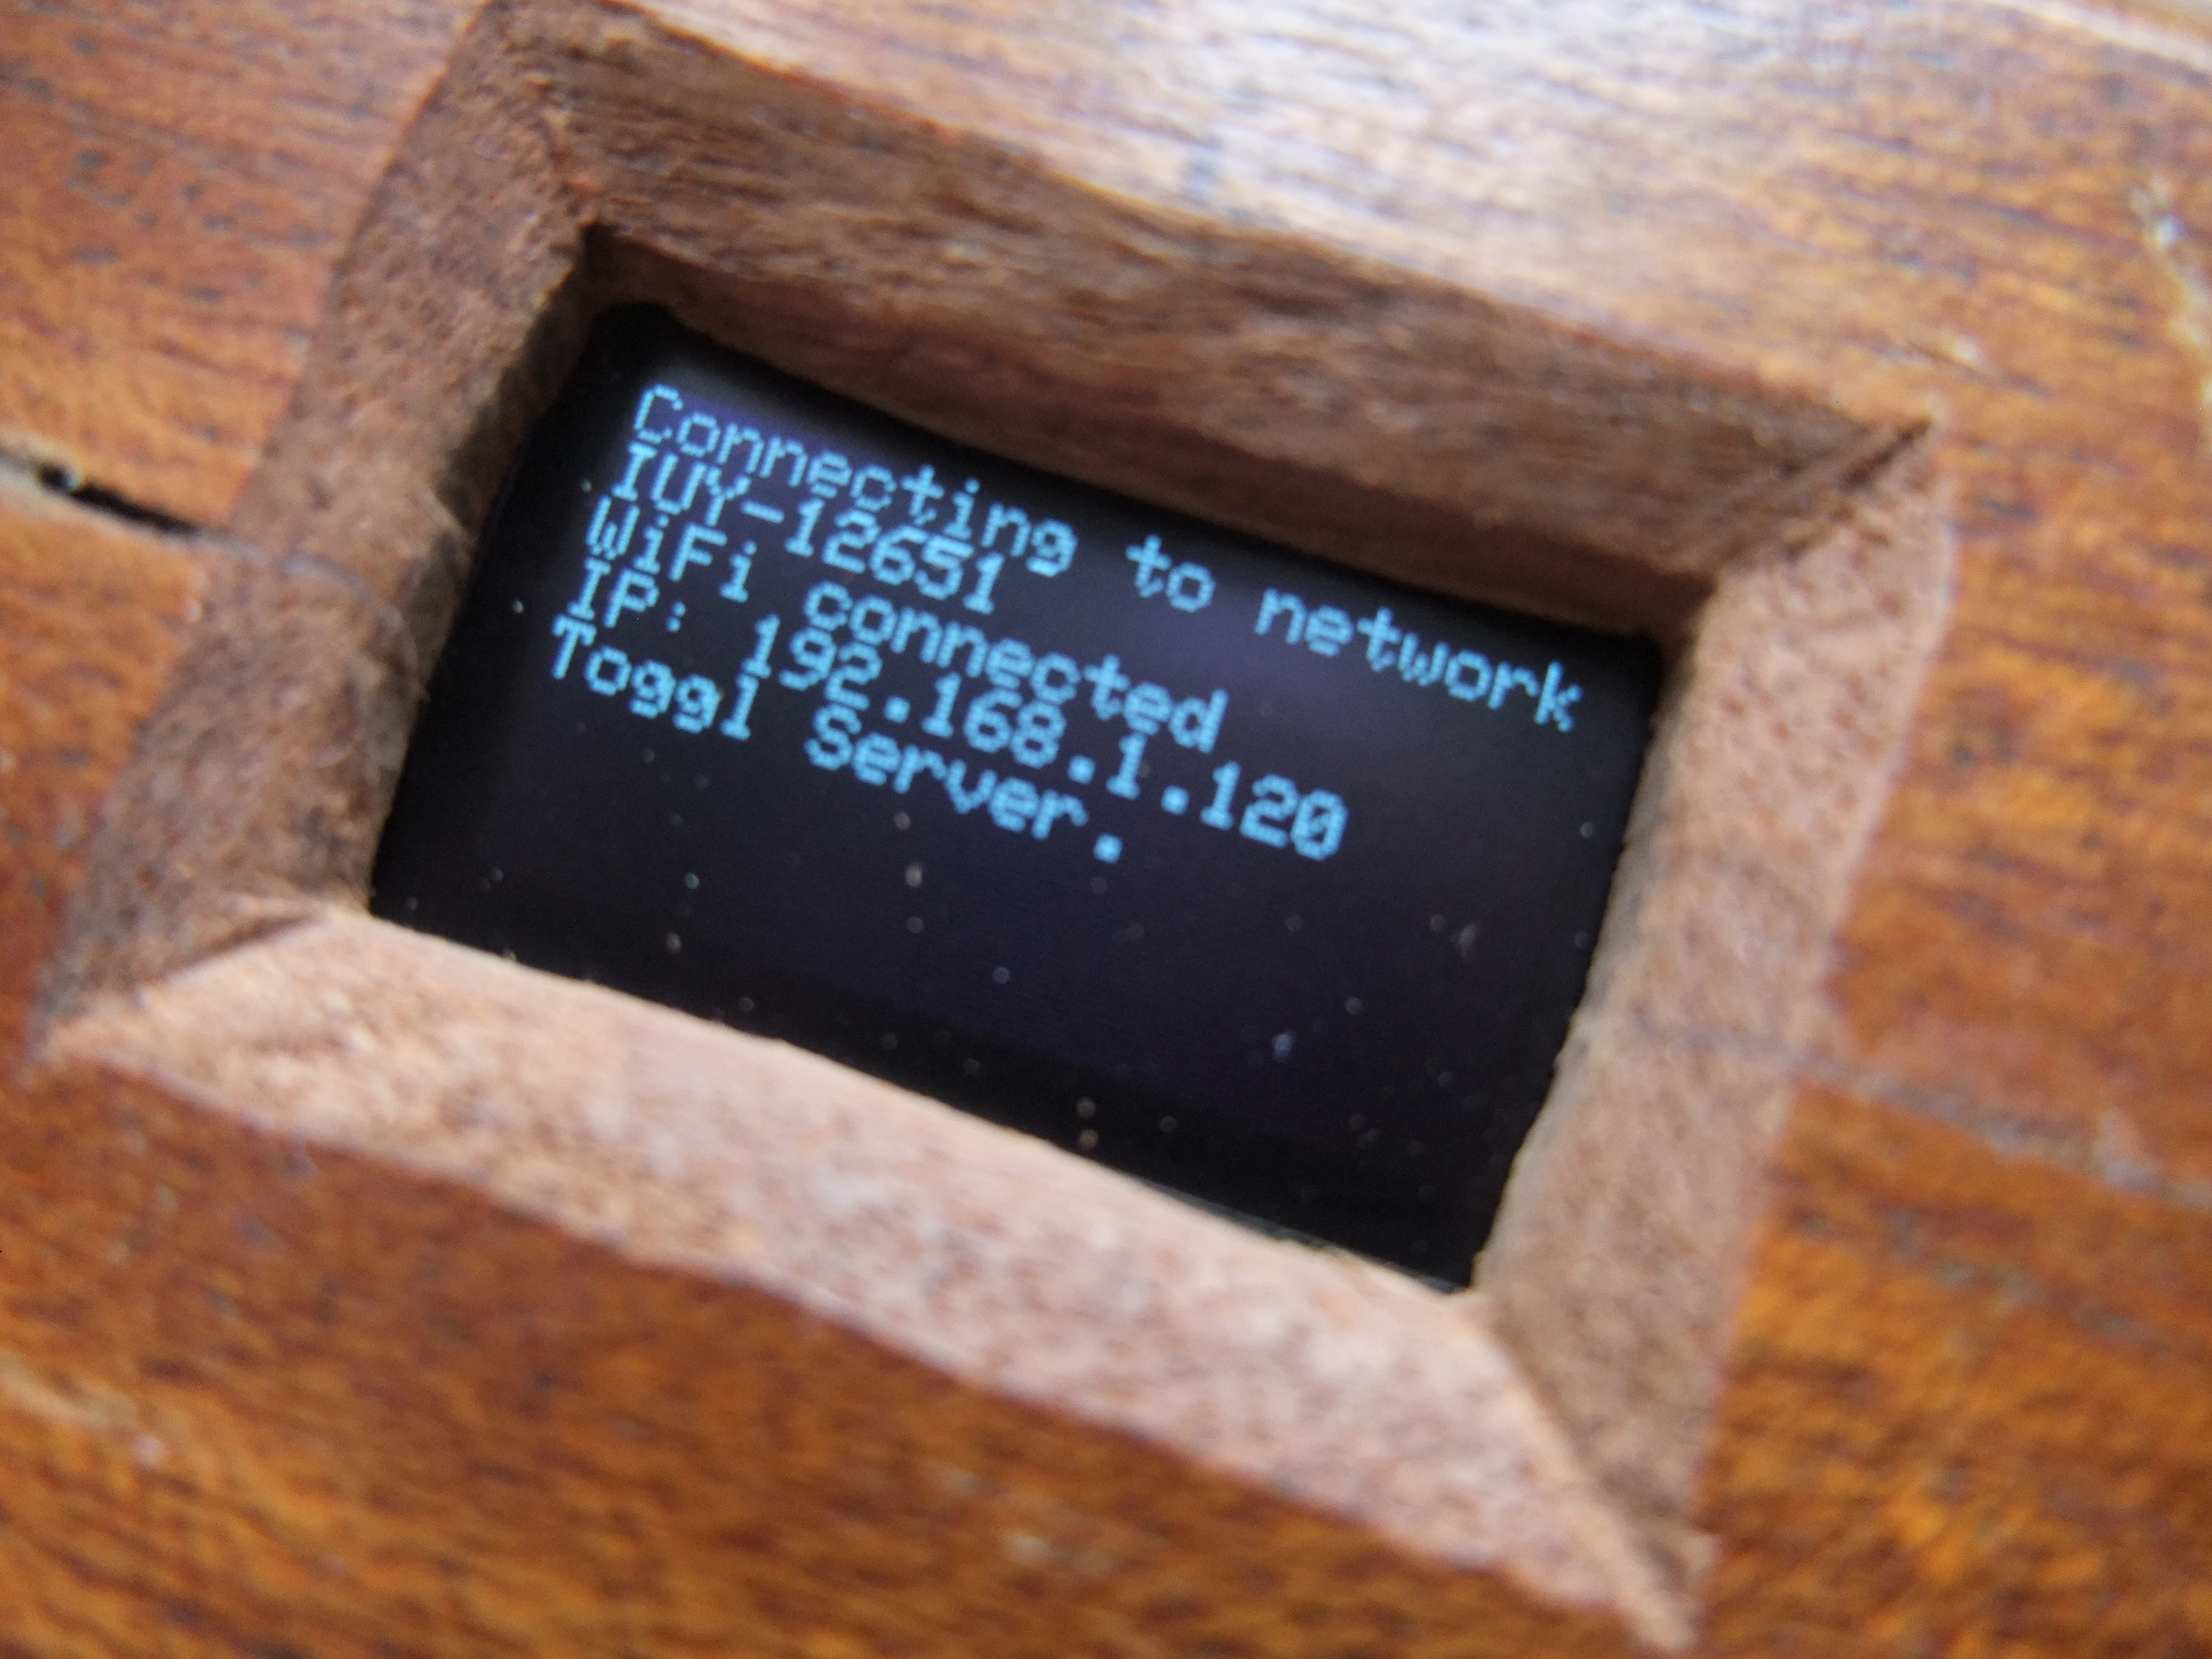 Connecting to network
IUY-12651
WiFi connected
IP: 192.168.1.120
Toggl Server.